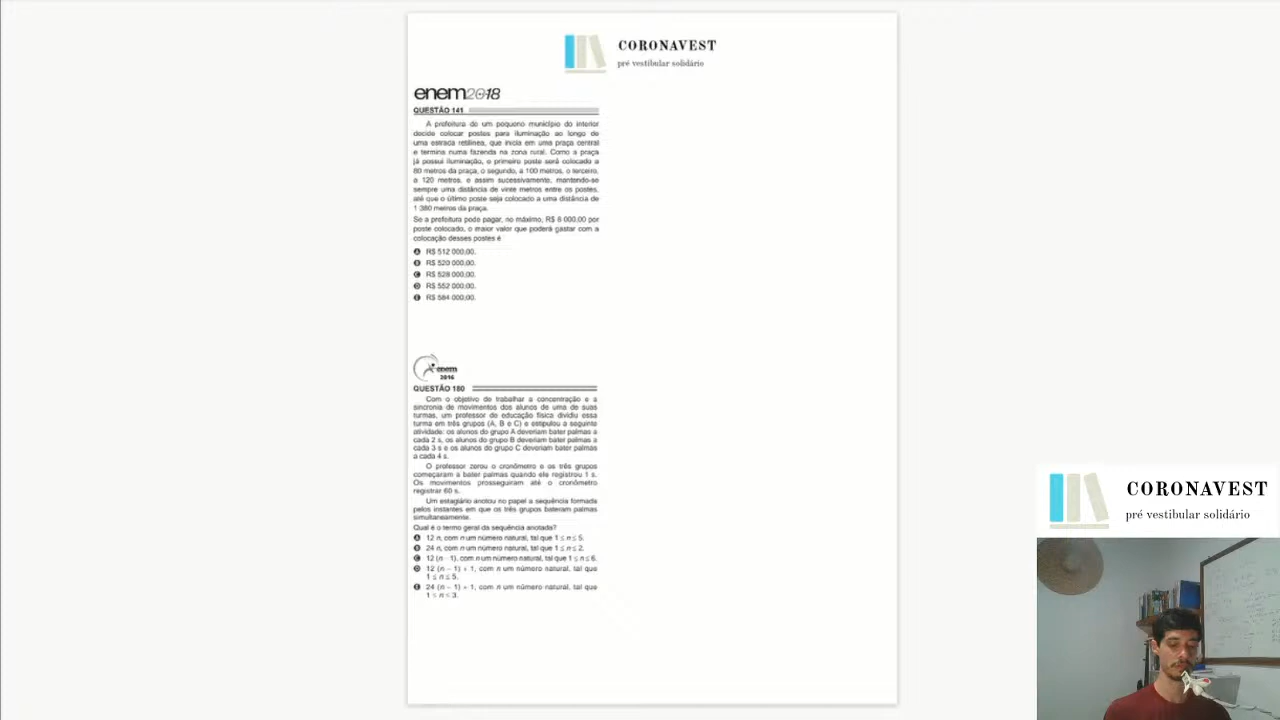 CORONAVEST
pré vestibular solidário
enem2018
QUESTÃO 141
A prefeitura de um pequeno município do interior
decide colocar postes para iluminação ao longo de
uma estrada retilínea, que inicia em uma praça central
e termina numa fazenda na zona rural. Como a praça
já possui iluminação, o primeiro poste será colocado a
80 metros da praça, o segundo, a 100 metros, o terceiro,
a 120 metros, e assim sucessivamente, mantendo-se
sempre uma distância de vinte metros entre os postes,
até que o último poste seja colocado a uma distância de
1 380 metros da praça.
Se a prefeitura pode pagar, no máximo, R$ 8 000,00 por
poste colocado, o maior valor que poderá gastar com a
colocação desses postes é
A R$ 512 000,00.
B R$ 520 000,00.
C R$ 528 000,00.
D R$ 552 000,00.
E R$ 584 000,00.
enem
2016
QUESTÃO 180
Com o objetivo de trabalhar a concentração e a
sincronia de movimentos dos alunos de uma de suas
turmas, um professor de educação física dividiu essa
turma em três grupos (A, B e C) e estipulou a seguinte
atividade: os alunos do grupo A deveriam bater palmas a
cada 2 s, os alunos do grupo B deveriam bater palmas a
cada 3 s e os alunos do grupo C deveriam bater palmas
a cada 4 s.
O professor zerou o cronômetro e os três grupos
começaram a bater palmas quando ele registrou 1 s.
Os movimentos prosseguiram até o cronômetro
registrar 60 s.
Um estagiário anotou no papel a sequência formada
pelos instantes em que os três grupos bateram palmas
simultaneamente.
Qual é o termo geral da sequência anotada?
A 12 n, com n um número natural, tal que 1 ≤ n ≤ 5.
B 24 n, com n um número natural, tal que 1 ≤ n ≤ 2.
C 12 (n − 1), com n um número natural, tal que 1 ≤ n ≤ 6.
D 12 (n − 1) + 1, com n um número natural, tal que
1 ≤ n ≤ 5.
E 24 (n − 1) + 1, com n um número natural, tal que
1 ≤ n ≤ 3.
CORONAVEST
pré vestibular solidário